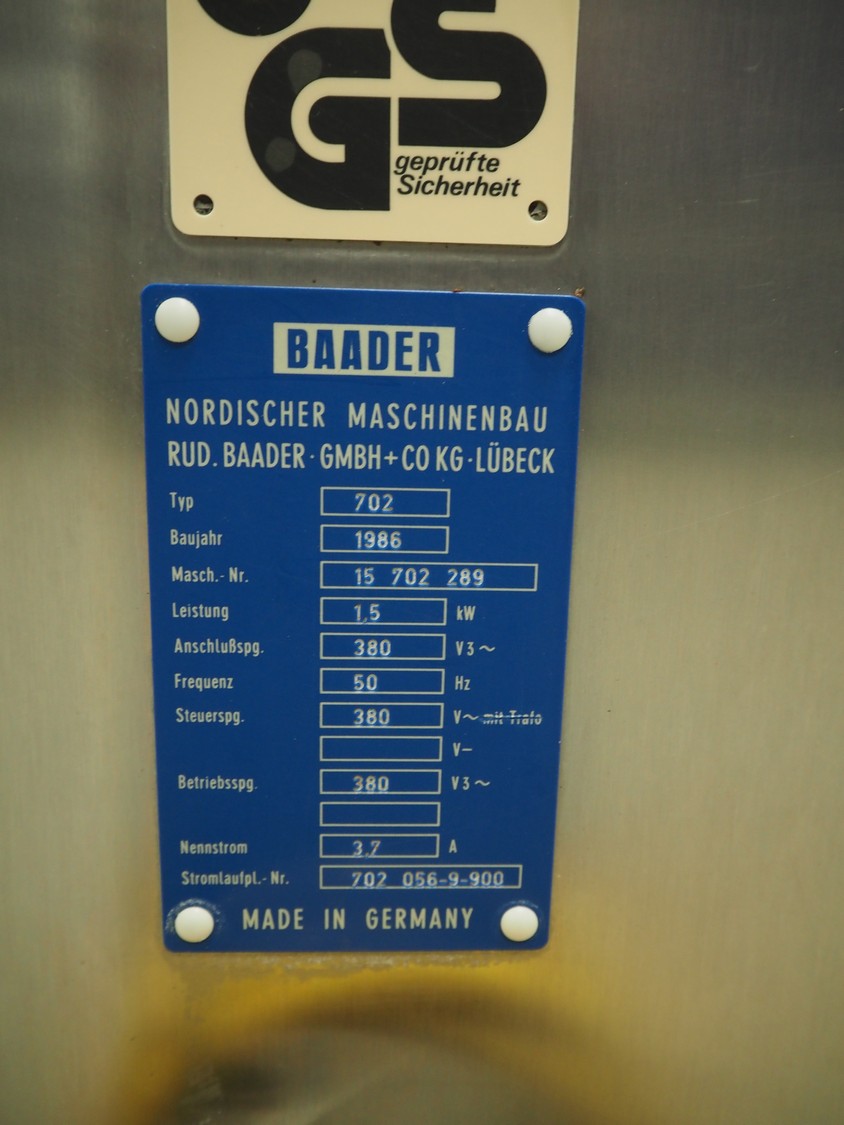 GS
geprüfte
Sicherheit
BAADER
NORDISCHER MASCHINENBAU
RUD. BAADER · GMBH + CO KG · LÜBECK
Typ 702
Baujahr 1986
Masch.-Nr. 15 702 289
Leistung 1,5 kW
Anschlußspg. 380 V 3 ~
Frequenz 50 Hz
Steuerspg. 380 V ~ mit Trafo
V–
Betriebsspg. 380 V 3 ~
Nennstrom 3.7 A
Stromlaufpl.-Nr. 702 056-9-900
MADE IN GERMANY